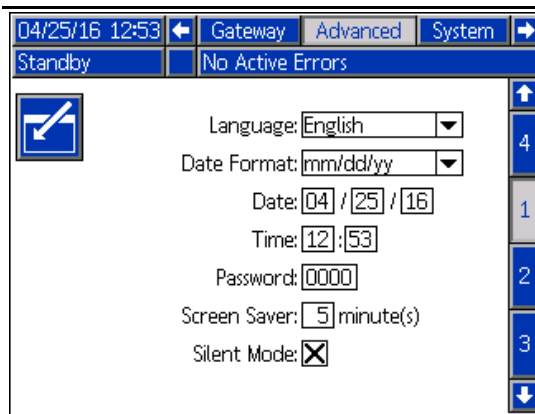 04/25/16 12:53 Gateway Advanced System
Standby No Active Errors
Language: English
Date Format: mm/dd/yy
Date: 04 / 25 / 16
Time: 12 : 53
Password: 0000
Screen Saver: 5 minute(s)
Silent Mode:
4
1
2
3